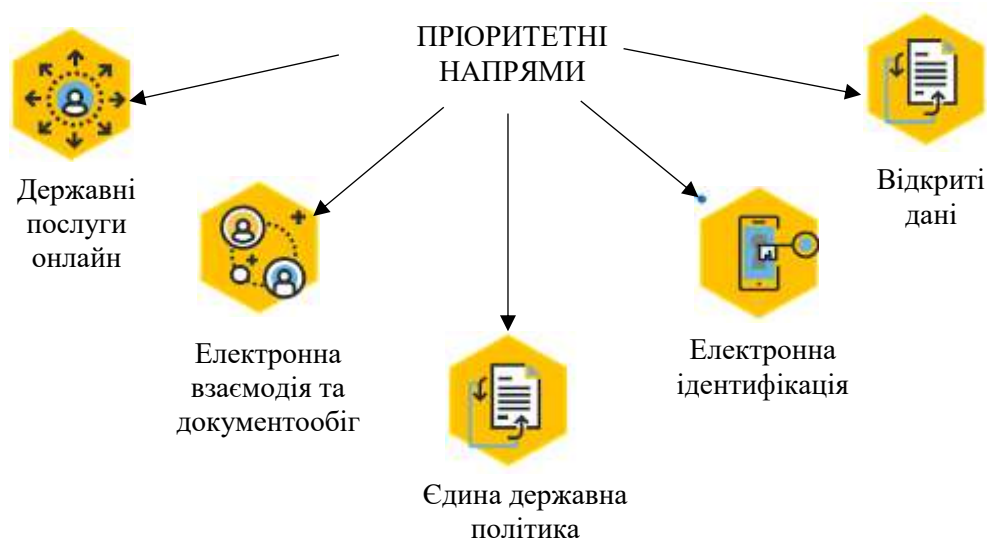 ПРІОРИТЕТНІ
НАПРЯМИ
Державні
послуги
онлайн
Електронна
взаємодія та
документообіг
Єдина державна
політика
Електронна
ідентифікація
Відкриті
дані